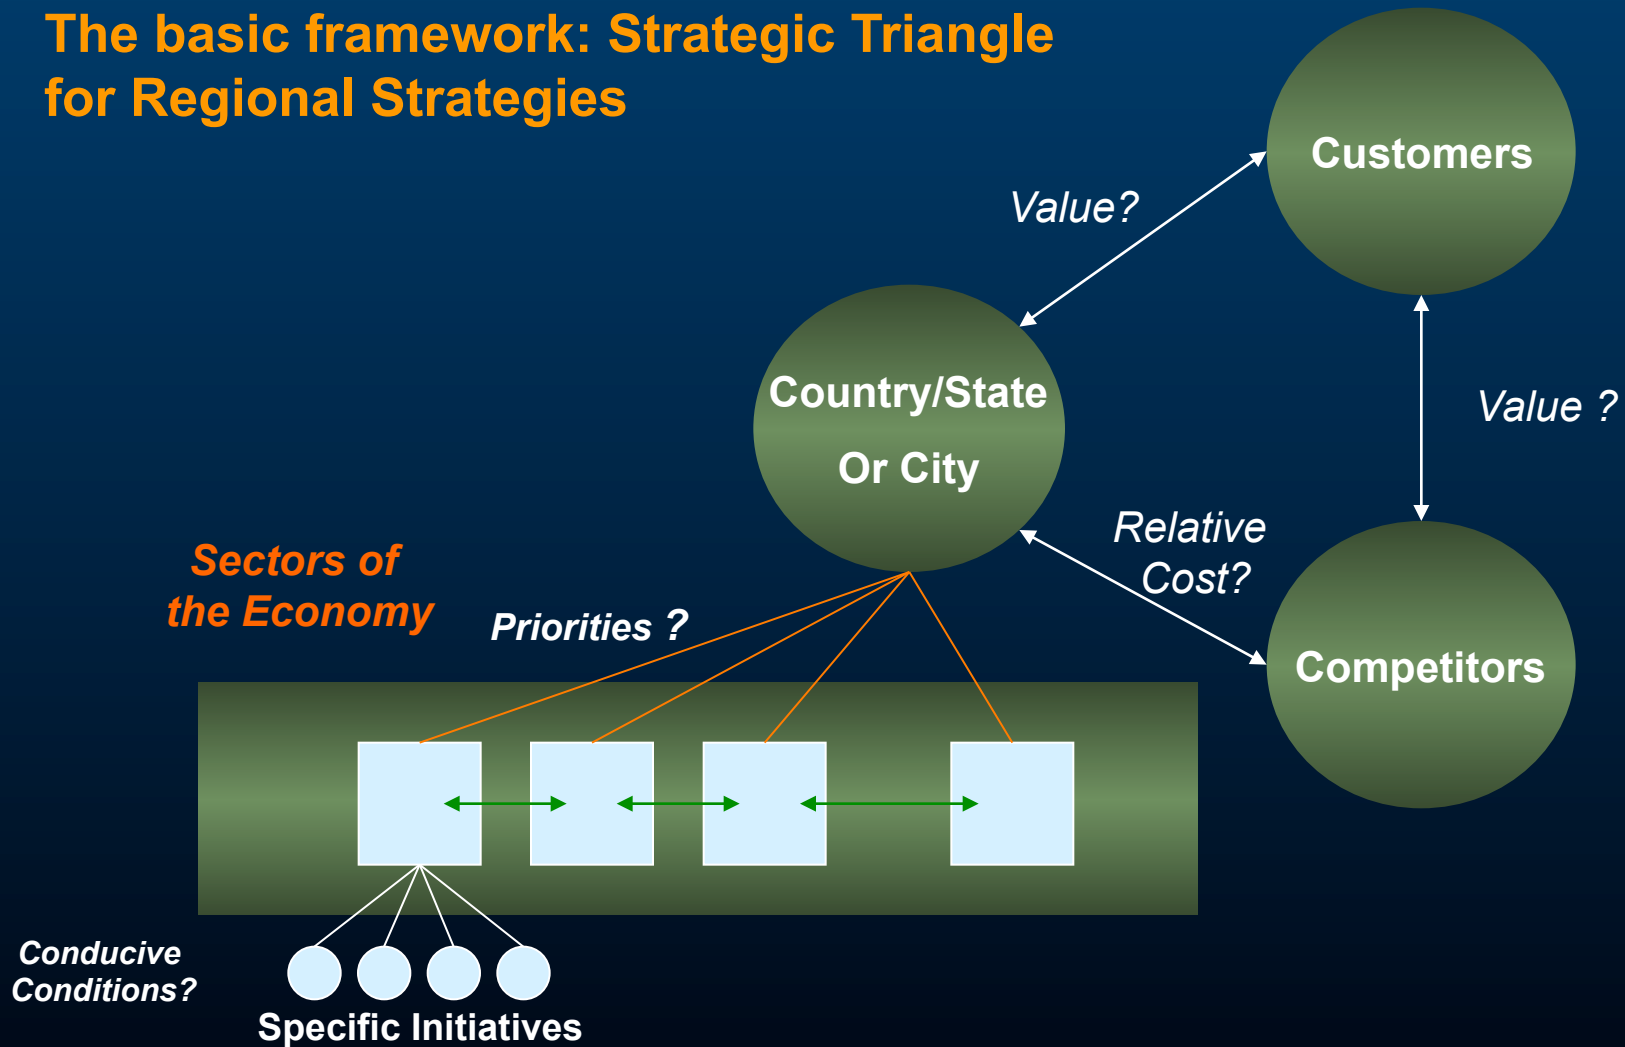 The basic framework: Strategic Triangle
for Regional Strategies
Customers
Value?
Country/State
Or City
Value ?
Relative
Cost?
Competitors
Sectors of
the Economy
Priorities ?
Conducive
Conditions?
Specific Initiatives